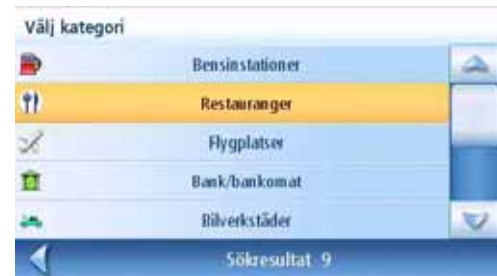 Välj kategori
Bensinstationer
Restauranger
Flygplatser
Bank/bankomat
Bilverkstäder
Sökresultat 9